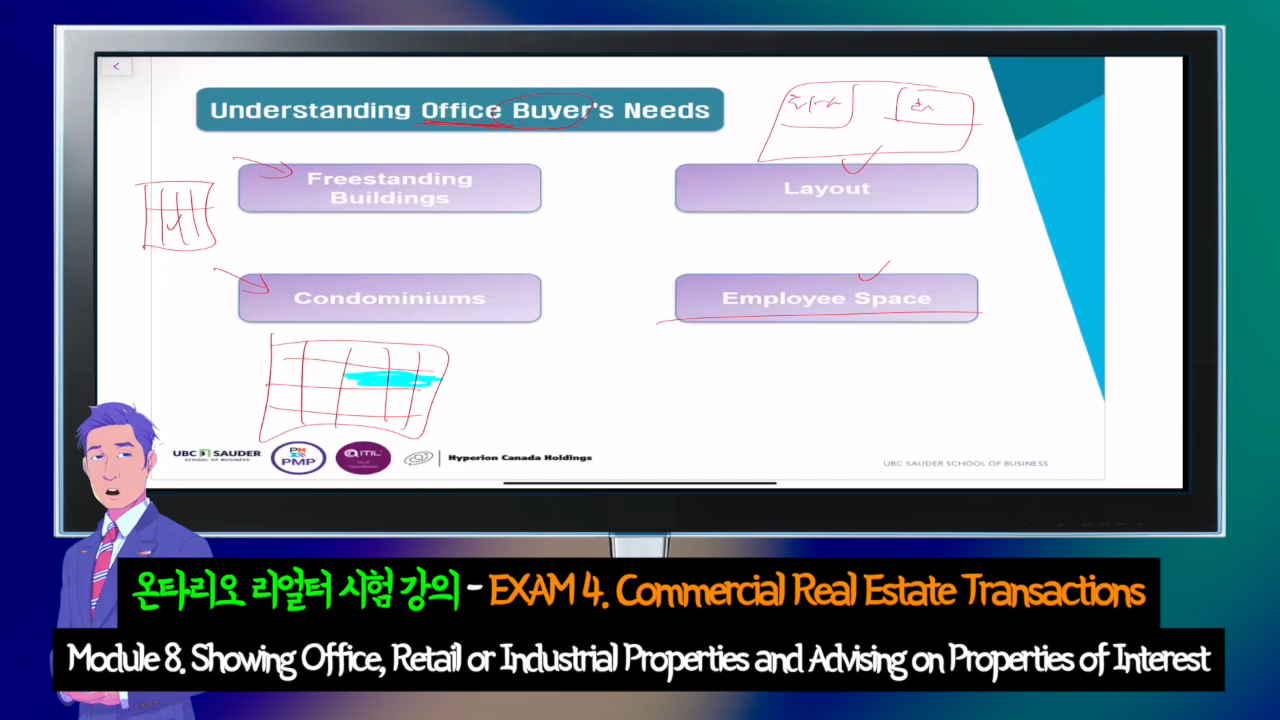 <
Understanding Office Buyer's Needs
Freestanding
Buildings
Layout
Condominiums
Employee Space
UBC SAUDER
SCHOOL OF BUSINESS
PMP
ITIL
Hyperion Canada Holdings
UBC SAUDER SCHOOL OF BUSINESS
온타리오 리얼터 시험 강의 - EXAM 4. Commercial Real Estate Transactions
Module 8. Showing Office, Retail or Industrial Properties and Advising on Properties of Interest